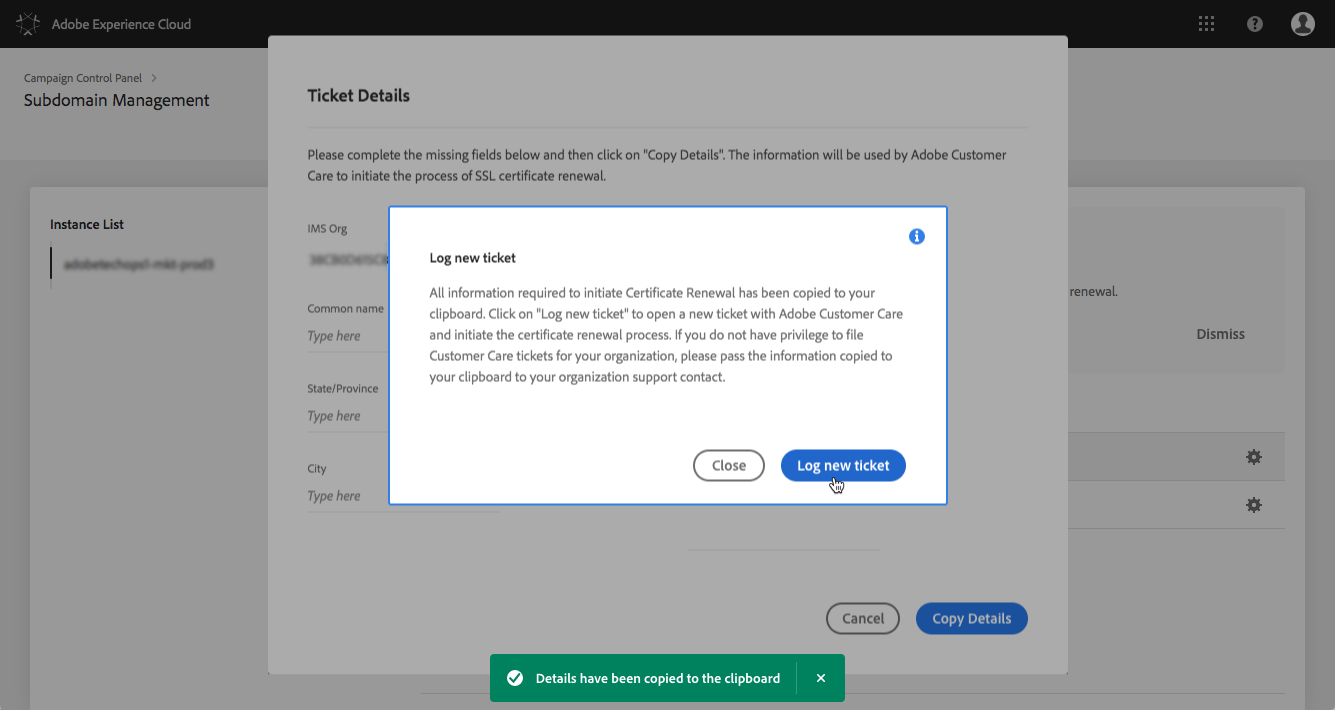 Adobe Experience Cloud
Campaign Control Panel
Subdomain Management
Ticket Details
Please complete the missing fields below and then click on "Copy Details". The information will be used by Adobe Customer
Care to initiate the process of SSL certificate renewal.
Instance List
IMS Org
Common name
Type here
State/Province
Type here
City
Type here
Log new ticket
All information required to initiate Certificate Renewal has been copied to your
clipboard. Click on "Log new ticket" to open a new ticket with Adobe Customer Care
and initiate the certificate renewal process. If you do not have privilege to file
Customer Care tickets for your organization, please pass the information copied to
your clipboard to your organization support contact.
Close
Log new ticket
renewal.
Dismiss
Cancel
Copy Details
Details have been copied to the clipboard